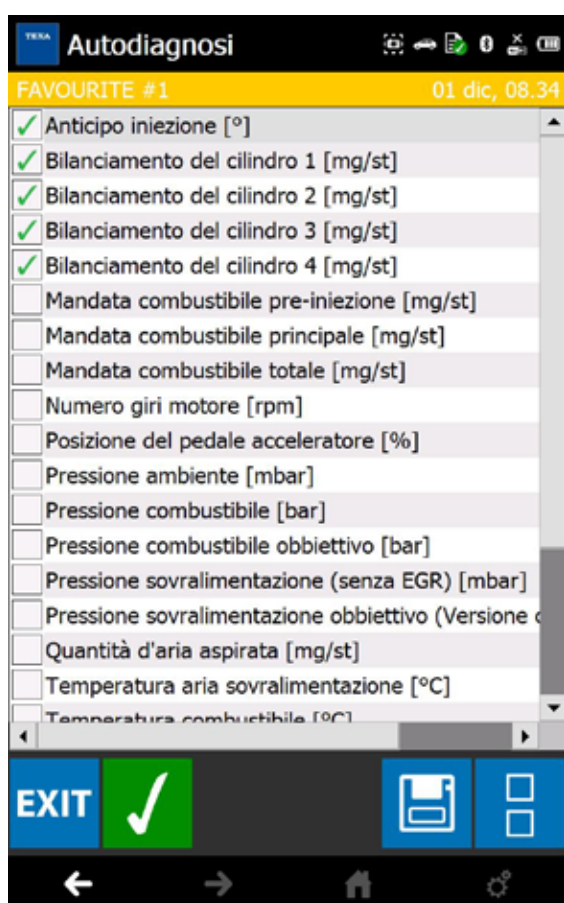 TEXA Autodiagnosi
FAVOURITE #1 01 dic, 08.34
Anticipo iniezione [°]
Bilanciamento del cilindro 1 [mg/st]
Bilanciamento del cilindro 2 [mg/st]
Bilanciamento del cilindro 3 [mg/st]
Bilanciamento del cilindro 4 [mg/st]
Mandata combustibile pre-iniezione [mg/st]
Mandata combustibile principale [mg/st]
Mandata combustibile totale [mg/st]
Numero giri motore [rpm]
Posizione del pedale acceleratore [%]
Pressione ambiente [mbar]
Pressione combustibile [bar]
Pressione combustibile obbiettivo [bar]
Pressione sovralimentazione (senza EGR) [mbar]
Pressione sovralimentazione obbiettivo (Versione
Quantità d'aria aspirata [mg/st]
Temperatura aria sovralimentazione [°C]
Temperatura combustibile [°C]
EXIT